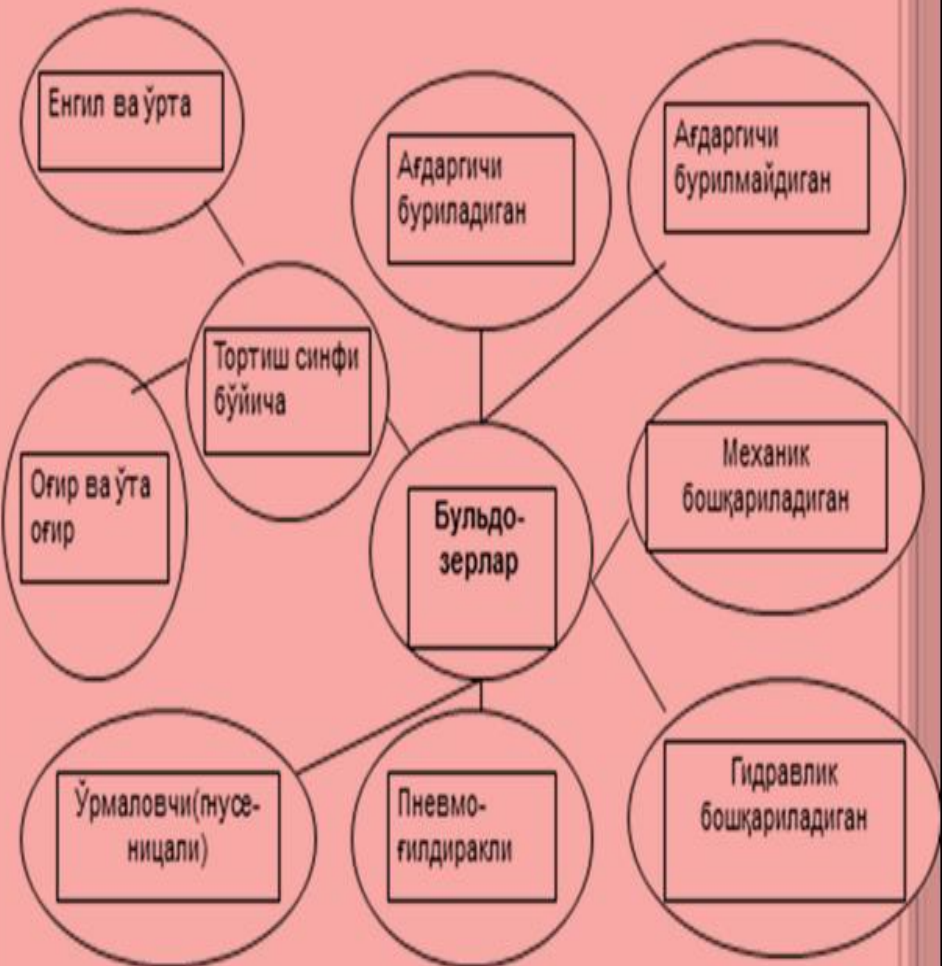 Енгил ва ўрта
Ағдаргичи
буриладиган
Ағдаргичи
бурилмайдиган
Тортиш синфи
бўйича
Оғир ва ўта
оғир
Бульдо-
зерлар
Механик
бошқариладиган
Ўрмаловчи(гнусе-
ницали)
Пневмо-
ғилдиракли
Гидравлик
бошқариладиган